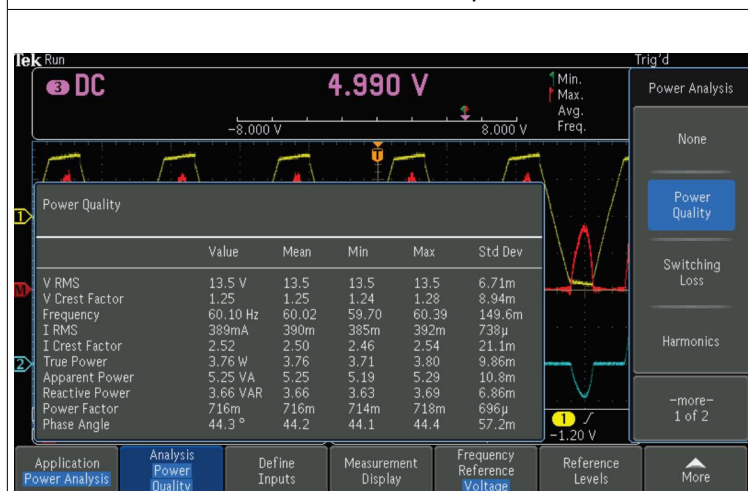 Tek Run
Trig'd
3 DC
4.990 V
Min.
Max.
Avg.
Freq.
-8.000 V
8.000 V
T
1
M
2
Power Quality
Value Mean Min Max Std Dev
V RMS 13.5 V 13.5 13.5 13.5 6.71m
V Crest Factor 1.25 1.25 1.24 1.28 8.94m
Frequency 60.10 Hz 60.02 59.70 60.39 149.6m
I RMS 389mA 390m 385m 392m 738µ
I Crest Factor 2.52 2.50 2.46 2.54 21.1m
True Power 3.76 W 3.76 3.71 3.80 9.86m
Apparent Power 5.25 VA 5.25 5.19 5.29 10.8m
Reactive Power 3.66 VAR 3.66 3.63 3.69 6.86m
Power Factor 716m 716m 714m 718m 696µ
Phase Angle 44.3 ° 44.2 44.1 44.4 57.2m
1
-1.20 V
Power Analysis
None
Power
Quality
Switching
Loss
Harmonics
-more-
1 of 2
Application
Power Analysis
Analysis
Power
Quality
Define
Inputs
Measurement
Display
Frequency
Reference
Voltage
Reference
Levels
More